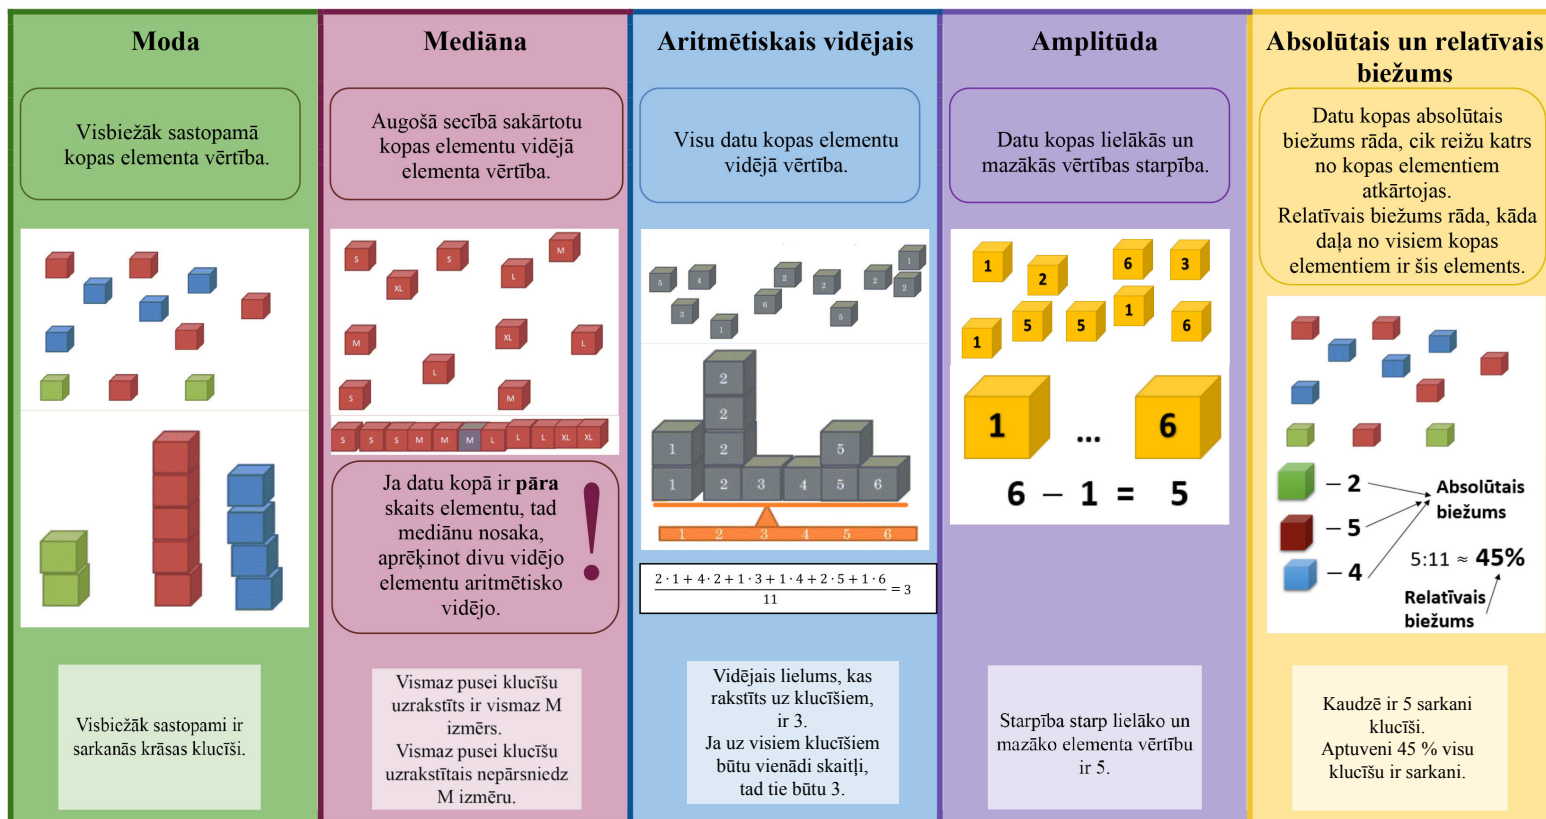 Moda
Visbiežāk sastopamā
kopas elementa vērtība.
Visbiežāk sastopami ir
sarkanās krāsas klucīši.
Mediāna
Augošā secībā sakārtotu
kopas elementu vidējā
elementa vērtība.
S
S
M
XL
L
M
XL
L
L
S
M
S S S M M M L L L XL XL
Ja datu kopā ir pāra
skaits elementu, tad
mediānu nosaka,
aprēķinot divu vidējo
elementu aritmētisko
vidējo.
!
Vismaz pusei klucīšu
uzrakstīts ir vismaz M
izmērs.
Vismaz pusei klucīšu
uzrakstītais nepārsniedz
M izmēru.
Aritmētiskais vidējais
Visu datu kopas elementu
vidējā vērtība.
5 4 2 2 2 1
2
3 1 6 5
2
2
1 2 5
1 2 3 4 5 6
1 2 3 4 5 6
2 · 1 + 4 · 2 + 1 · 3 + 1 · 4 + 2 · 5 + 1 · 6
11
= 3
Vidējais lielums, kas
rakstīts uz klucīšiem,
ir 3.
Ja uz visiem klucīšiem
būtu vienādi skaitļi,
tad tie būtu 3.
Amplitūda
Datu kopas lielākās un
mazākās vērtības starpība.
1 2 6 3
1 5 5 1 6
1 ... 6
6 – 1 = 5
Starpība starp lielāko un
mazāko elementa vērtību
ir 5.
Absolūtais un relatīvais
biežums
Datu kopas absolūtais
biežums rāda, cik reižu katrs
no kopas elementiem
atkārtojas.
Relatīvais biežums rāda, kāda
daļa no visiem kopas
elementiem ir šis elements.
– 2
– 5
– 4
Absolūtais
biežums
5:11 ≈ 45%
Relatīvais
biežums
Kaudzē ir 5 sarkani
klucīši.
Aptuveni 45 % visu
klucīšu ir sarkani.